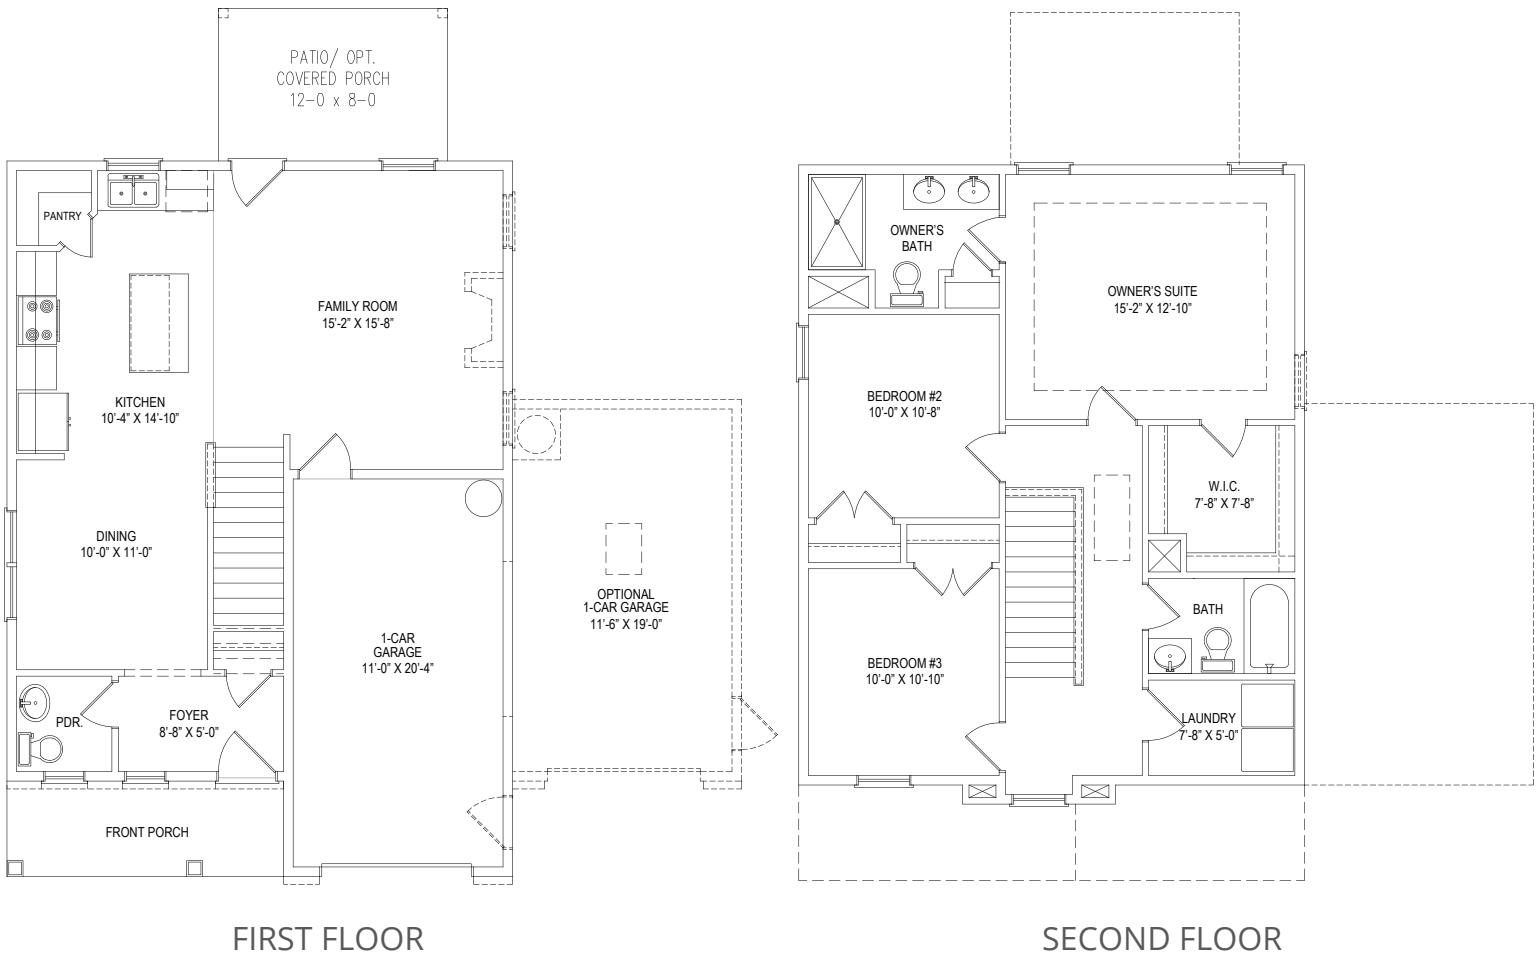 PATIO/ OPT.
COVERED PORCH
12-0 x 8-0
PANTRY
FAMILY ROOM
15'-2" X 15'-8"
KITCHEN
10'-4" X 14'-10"
DINING
10'-0" X 11'-0"
OPTIONAL
1-CAR GARAGE
11'-6" X 19'-0"
1-CAR
GARAGE
11'-0" X 20'-4"
PDR.
FOYER
8'-8" X 5'-0"
FRONT PORCH
FIRST FLOOR
OWNER'S
BATH
OWNER'S SUITE
15'-2" X 12'-10"
BEDROOM #2
10'-0" X 10'-8"
W.I.C.
7'-8" X 7'-8"
BATH
BEDROOM #3
10'-0" X 10'-10"
LAUNDRY
7'-8" X 5'-0"
SECOND FLOOR